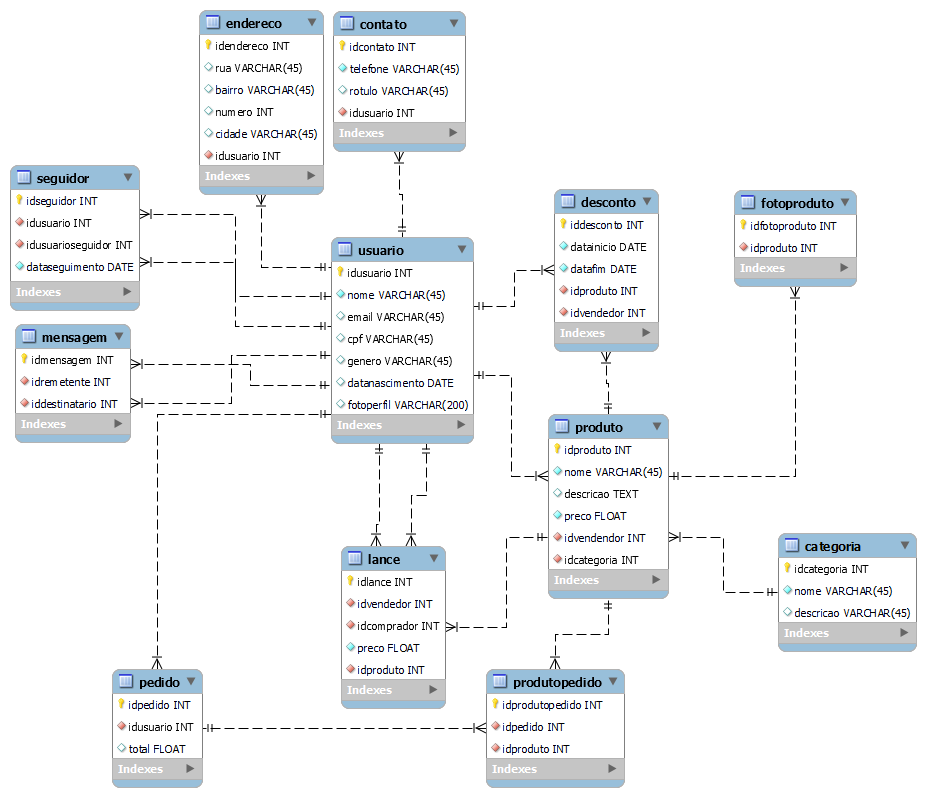 endereco
idendereco INT
rua VARCHAR(45)
bairro VARCHAR(45)
numero INT
cidade VARCHAR(45)
idusuario INT
Indexes
contato
idcontato INT
telefone VARCHAR(45)
rotulo VARCHAR(45)
idusuario INT
Indexes
seguidor
idseguidor INT
idusuario INT
idusuarioseguidor INT
dataseguimento DATE
Indexes
usuario
idusuario INT
nome VARCHAR(45)
email VARCHAR(45)
cpf VARCHAR(45)
genero VARCHAR(45)
datanascimento DATE
fotoperfil VARCHAR(200)
Indexes
desconto
iddesconto INT
datainicio DATE
datafim DATE
idproduto INT
idvendedor INT
Indexes
fotoproduto
idfotoproduto INT
idproduto INT
Indexes
mensagem
idmensagem INT
idremetente INT
iddestinatario INT
Indexes
produto
idproduto INT
nome VARCHAR(45)
descricao TEXT
preco FLOAT
idvendendor INT
idcategoria INT
Indexes
categoria
idcategoria INT
nome VARCHAR(45)
descricao VARCHAR(45)
Indexes
lance
idlance INT
idvendedor INT
idcomprador INT
preco FLOAT
idproduto INT
Indexes
pedido
idpedido INT
idusuario INT
total FLOAT
Indexes
produtopedido
idprodutopedido INT
idpedido INT
idproduto INT
Indexes